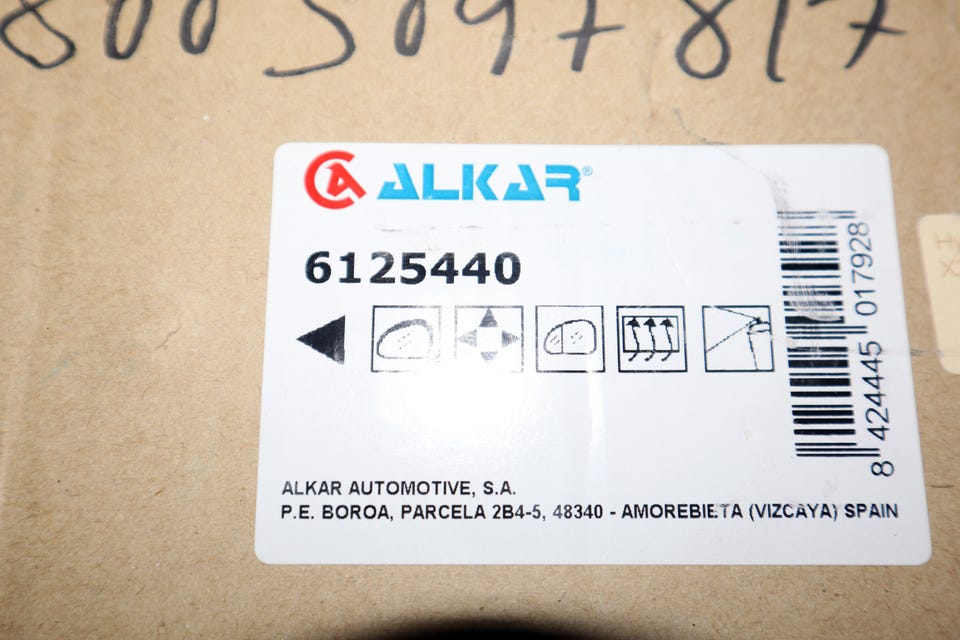 8005097817
ALKAR®
6125440
8 424445 017928
ALKAR AUTOMOTIVE, S.A.
P.E. BOROA, PARCELA 2B4-5, 48340 - AMOREBIETA (VIZCAYA) SPAIN